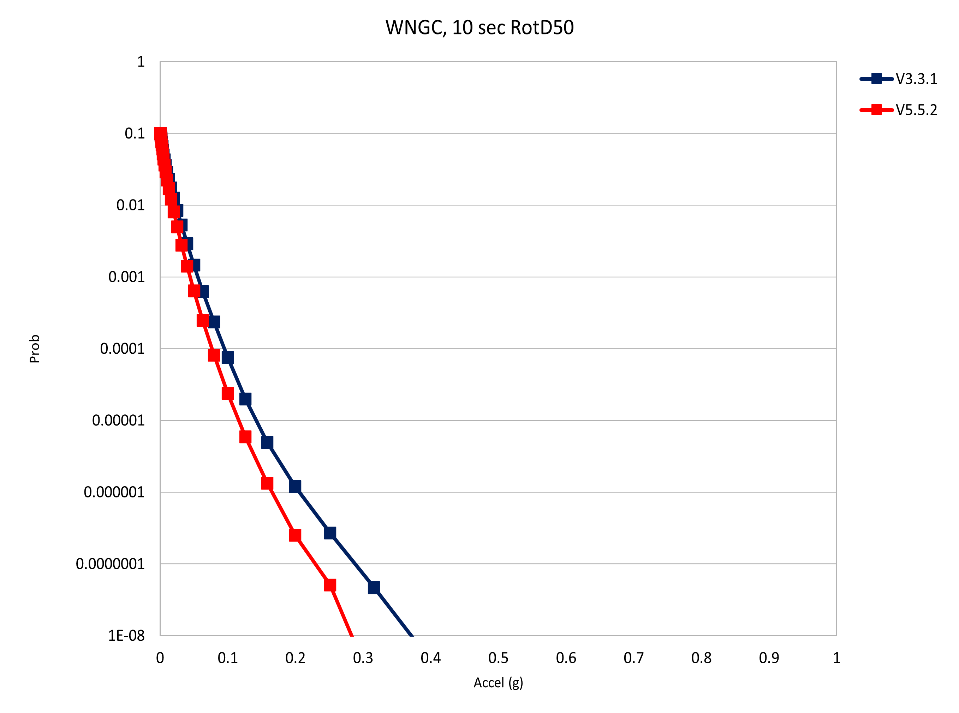 WNGC, 10 sec RotD50
1
0.1
0.01
0.001
0.0001
0.00001
0.000001
0.0000001
1E-08
Prob
0 0.1 0.2 0.3 0.4 0.5 0.6 0.7 0.8 0.9 1
Accel (g)
V3.3.1
V5.5.2